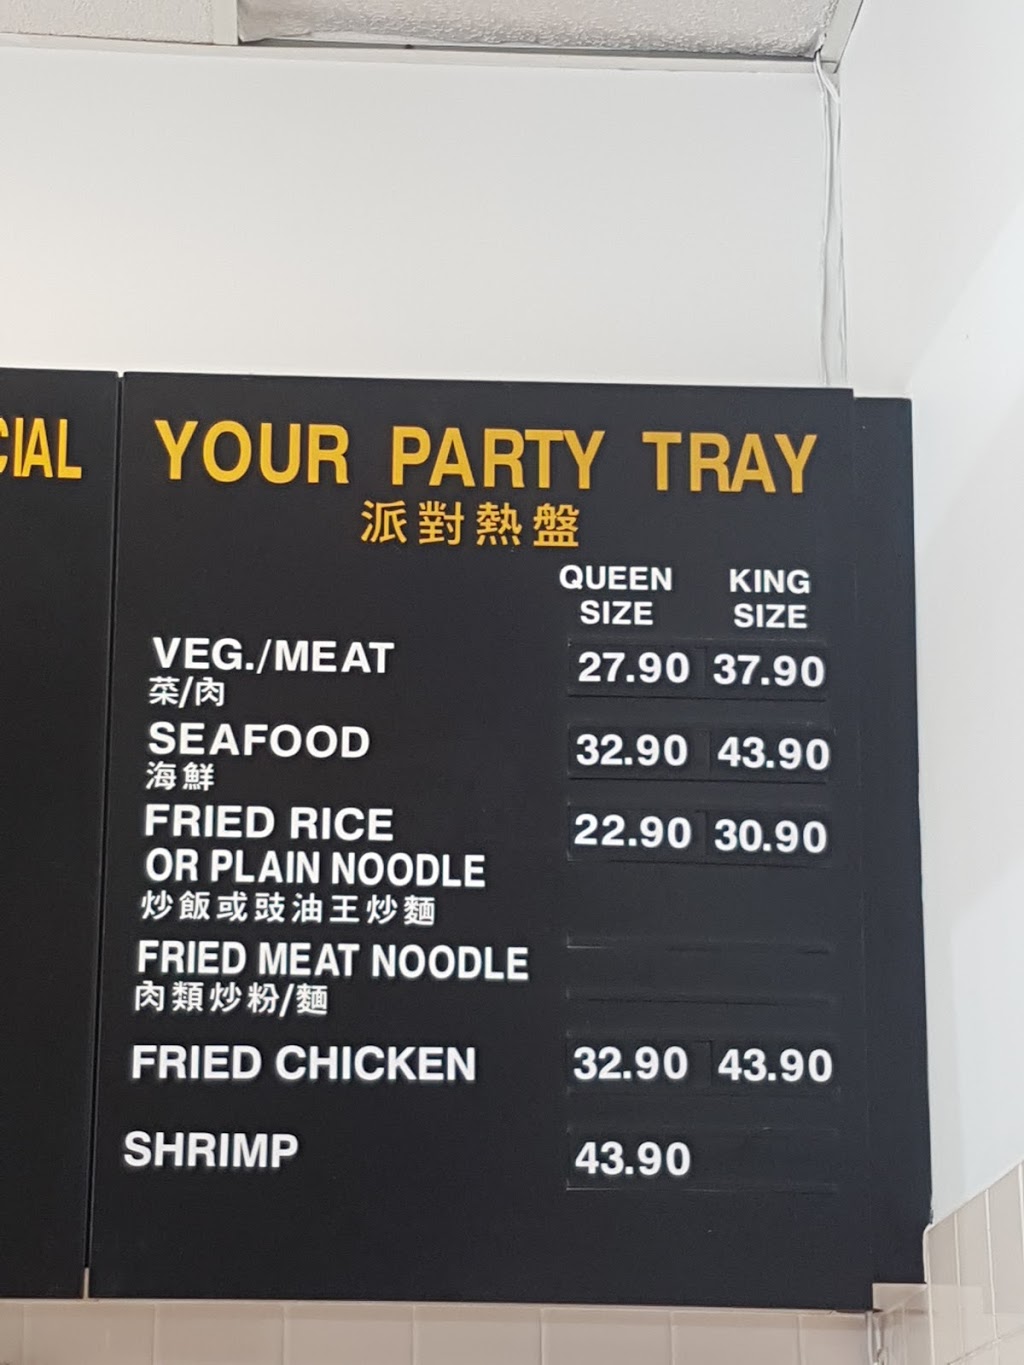 CIAL
YOUR PARTY TRAY
派對熱盤
QUEEN SIZE KING SIZE
VEG./MEAT 27.90 37.90
菜/肉
SEAFOOD 32.90 43.90
海鮮
FRIED RICE 22.90 30.90
OR PLAIN NOODLE
炒飯或豉油王炒麵
FRIED MEAT NOODLE
肉類炒粉/麵
FRIED CHICKEN 32.90 43.90
SHRIMP 43.90